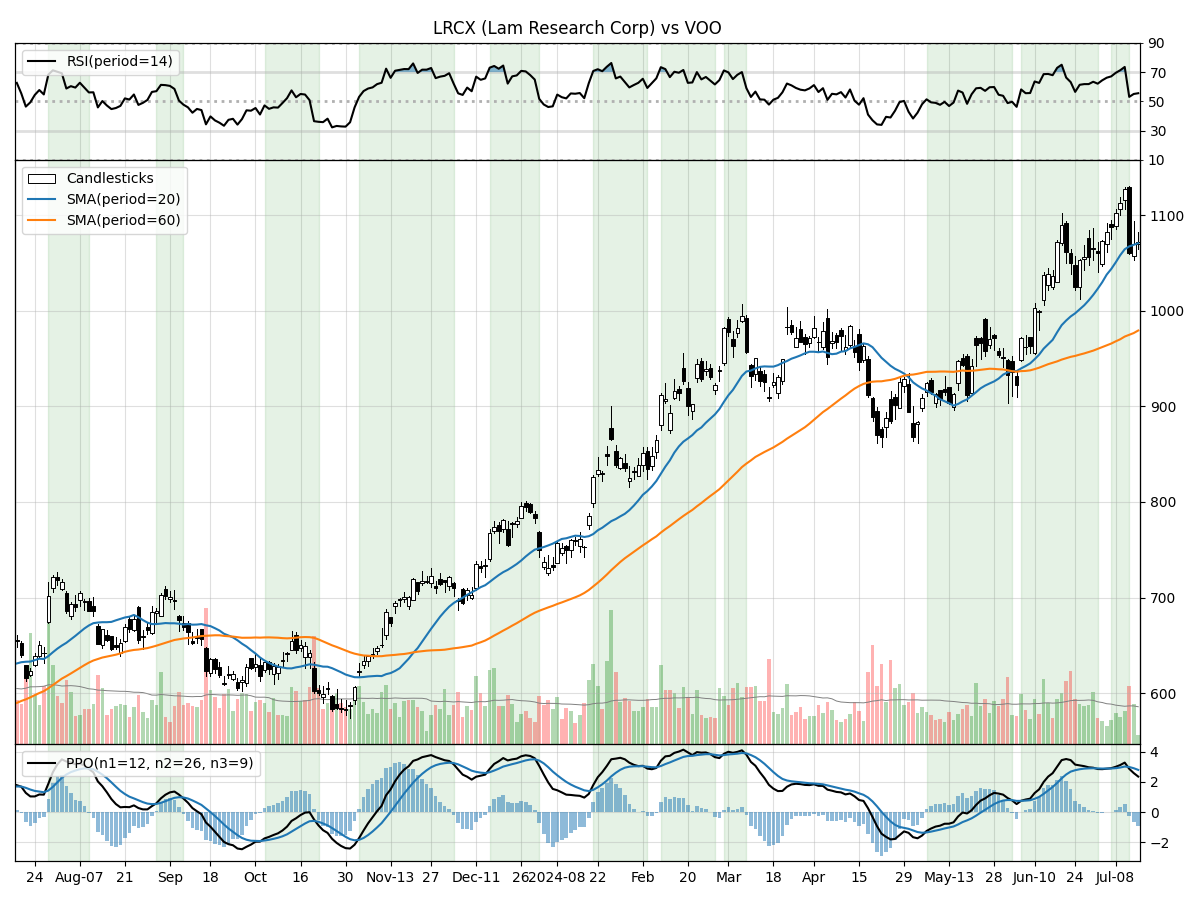 LRCX (Lam Research Corp) vs VOO
RSI(period=14)
90
70
50
30
10
Candlesticks
SMA(period=20)
SMA(period=60)
1100
1000
900
800
700
600
PPO(n1=12, n2=26, n3=9)
4
2
0
−2
24 Aug-07 21 Sep 18 Oct 16 30 Nov-13 27 Dec-11 26 2024-08 22 Feb 20 Mar 18 Apr 15 29 May-13 28 Jun-10 24 Jul-08